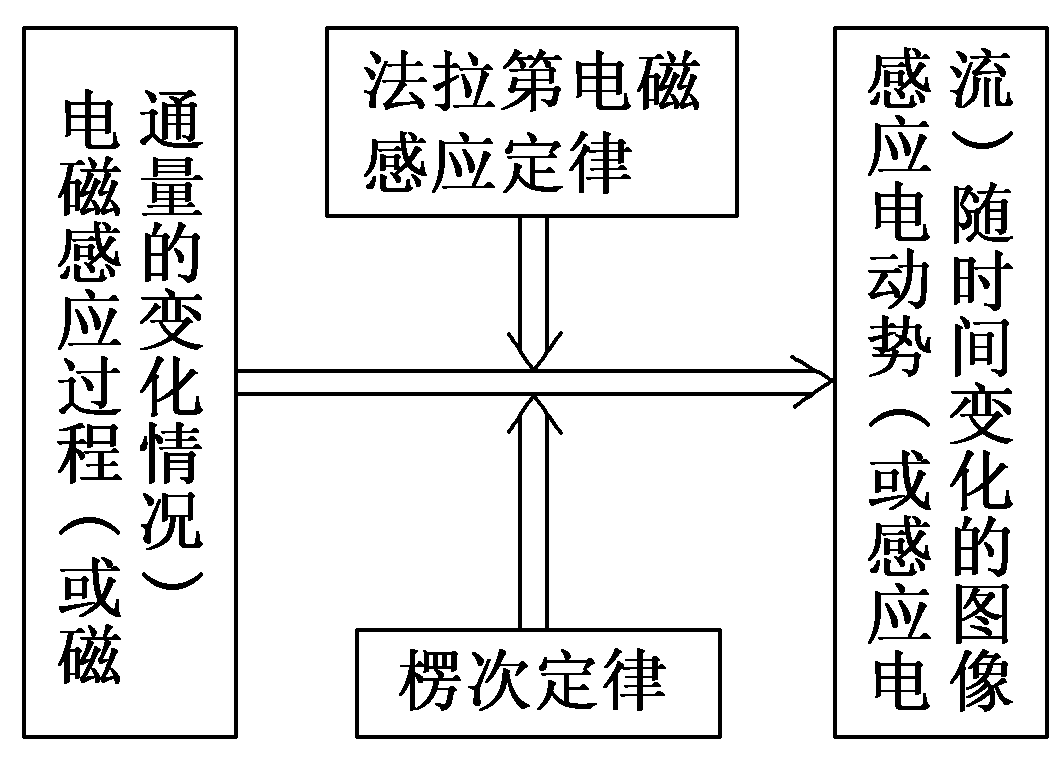 电磁感应过程（或磁
通量的变化情况）
法拉第电磁
感应定律
楞次定律
感应电动势（或感应电
流）随时间变化的图像